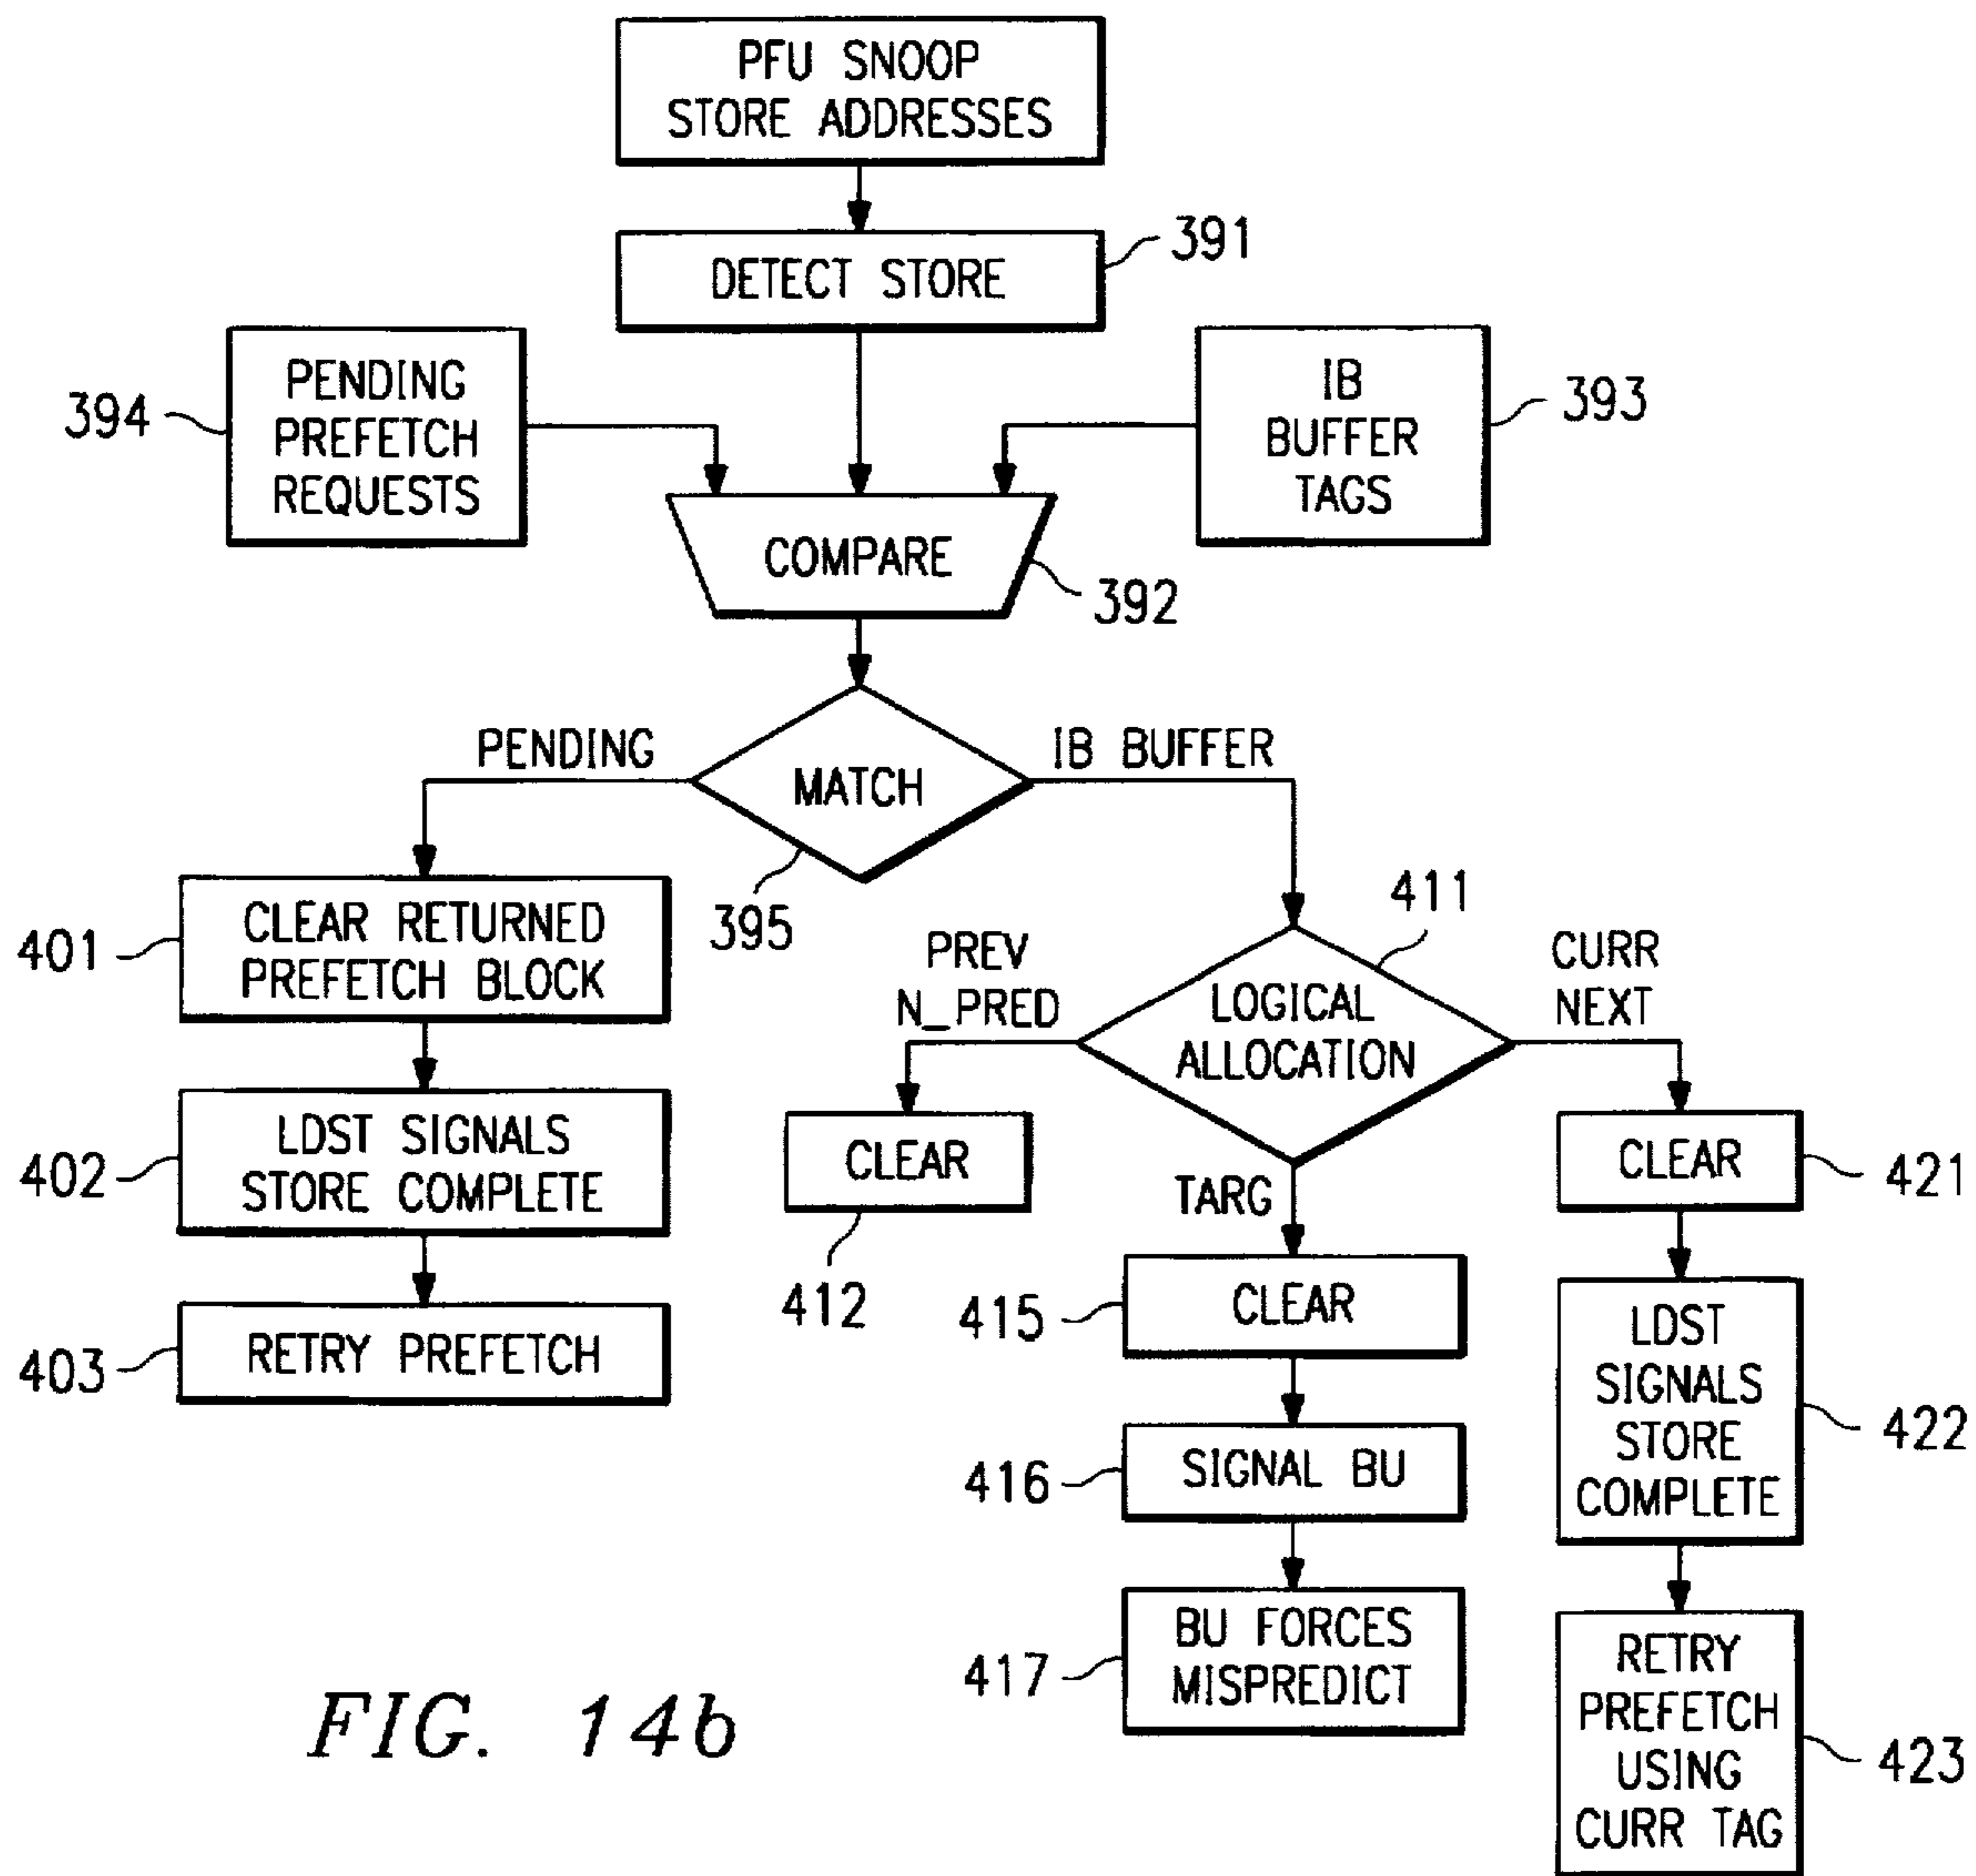 PFU SNOOP
STORE ADDRESSES
DETECT STORE
391
PENDING
PREFETCH
REQUESTS
394
IB
BUFFER
TAGS
393
COMPARE
392
MATCH
395
PENDING
IB BUFFER
CLEAR RETURNED
PREFETCH BLOCK
401
LDST SIGNALS
STORE COMPLETE
402
RETRY PREFETCH
403
LOGICAL
ALLOCATION
411
PREV
N_PRED
CURR
NEXT
TARG
CLEAR
412
CLEAR
415
SIGNAL BU
416
BU FORCES
MISPREDICT
417
CLEAR
421
LDST
SIGNALS
STORE
COMPLETE
422
RETRY
PREFETCH
USING
CURR TAG
423
FIG. 14b